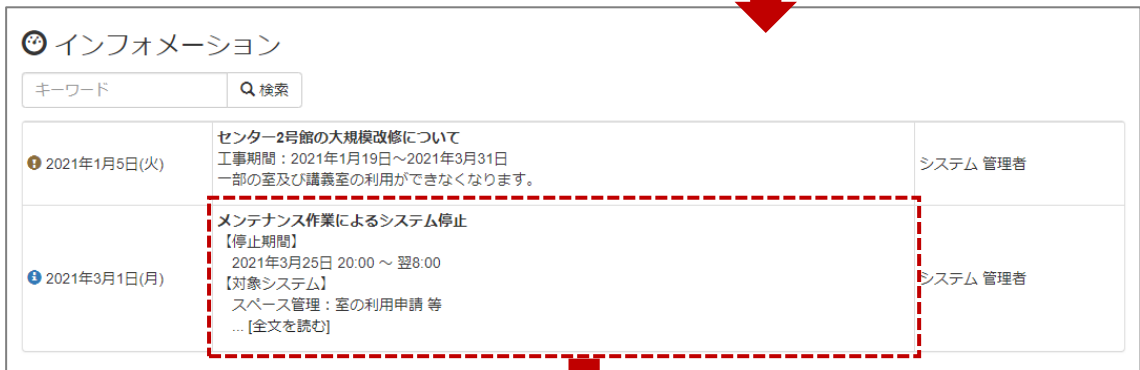 インフォメーション
キーワード 検索
センター2号館の大規模改修について
2021年1月5日(火) 工事期間：2021年1月19日～2021年3月31日 システム 管理者
一部の室及び講義室の利用ができなくなります。
メンテナンス作業によるシステム停止
【停止期間】
2021年3月25日 20:00 ～ 翌8:00
2021年3月1日(月) 【対象システム】 システム 管理者
スペース管理：室の利用申請 等
... [全文を読む]